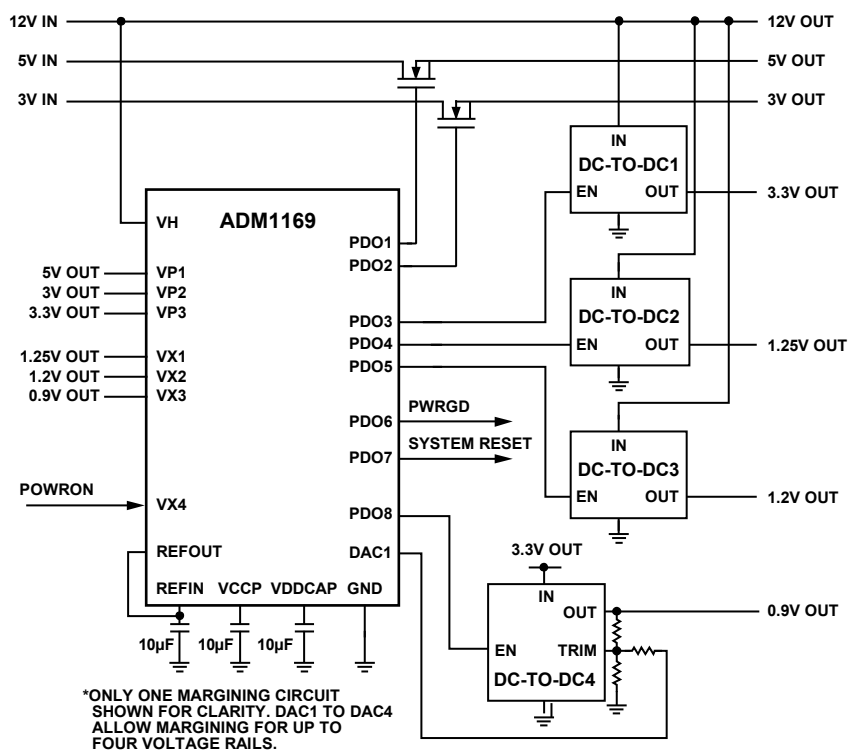 12V IN
12V OUT
5V IN
5V OUT
3V IN
3V OUT
IN
DC-TO-DC1
EN
OUT
3.3V OUT
VH
ADM1169
PDO1
PDO2
5V OUT
VP1
3V OUT
VP2
3.3V OUT
VP3
PDO3
IN
DC-TO-DC2
EN
OUT
1.25V OUT
PDO4
PDO5
1.25V OUT
VX1
1.2V OUT
VX2
0.9V OUT
VX3
PDO6
PWRGD
PDO7
SYSTEM RESET
IN
DC-TO-DC3
EN
OUT
1.2V OUT
POWRON
VX4
PDO8
REFOUT
DAC1
3.3V OUT
REFIN
VCCP
VDDCAP
GND
IN
OUT
0.9V OUT
EN
TRIM
DC-TO-DC4
10µF
10µF
10µF
*ONLY ONE MARGINING CIRCUIT
SHOWN FOR CLARITY. DAC1 TO DAC4
ALLOW MARGINING FOR UP TO
FOUR VOLTAGE RAILS.